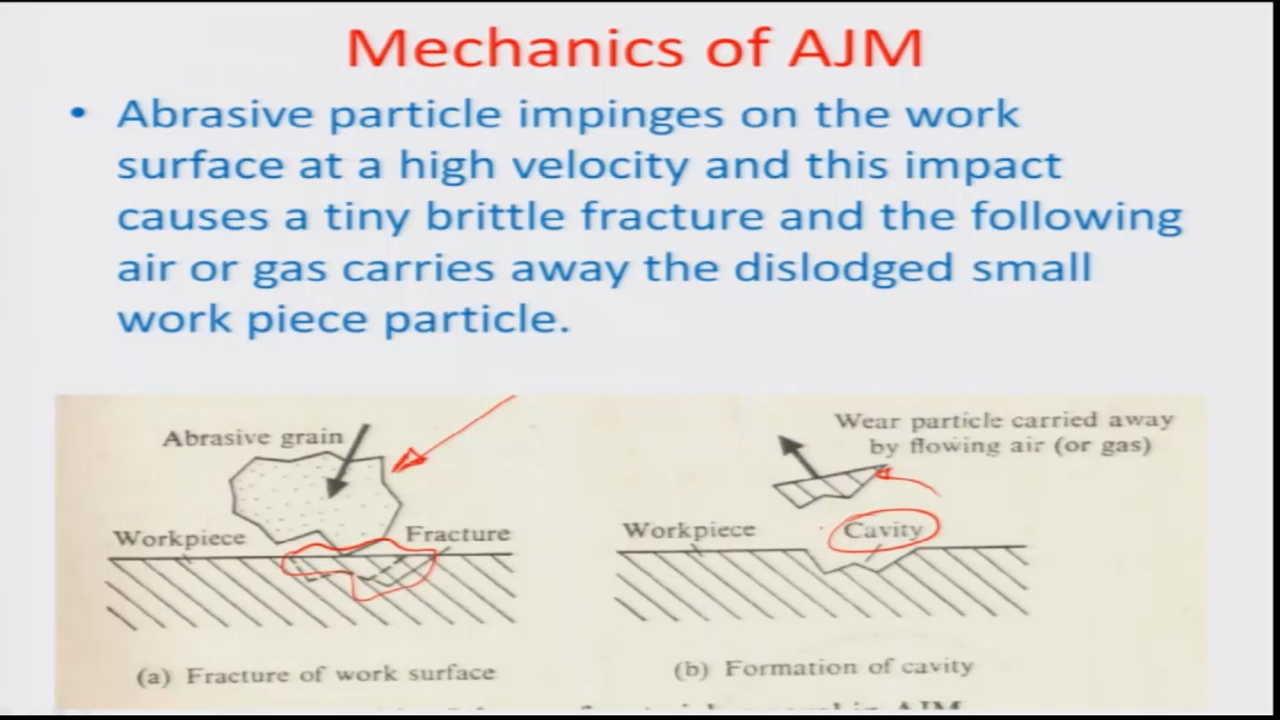 Mechanics of AJM
• Abrasive particle impinges on the work
surface at a high velocity and this impact
causes a tiny brittle fracture and the following
air or gas carries away the dislodged small
work piece particle.
Abrasive grain
Workpiece
Fracture
(a) Fracture of work surface
Wear particle carried away
by flowing air (or gas)
Workpiece
Cavity
(b) Formation of cavity